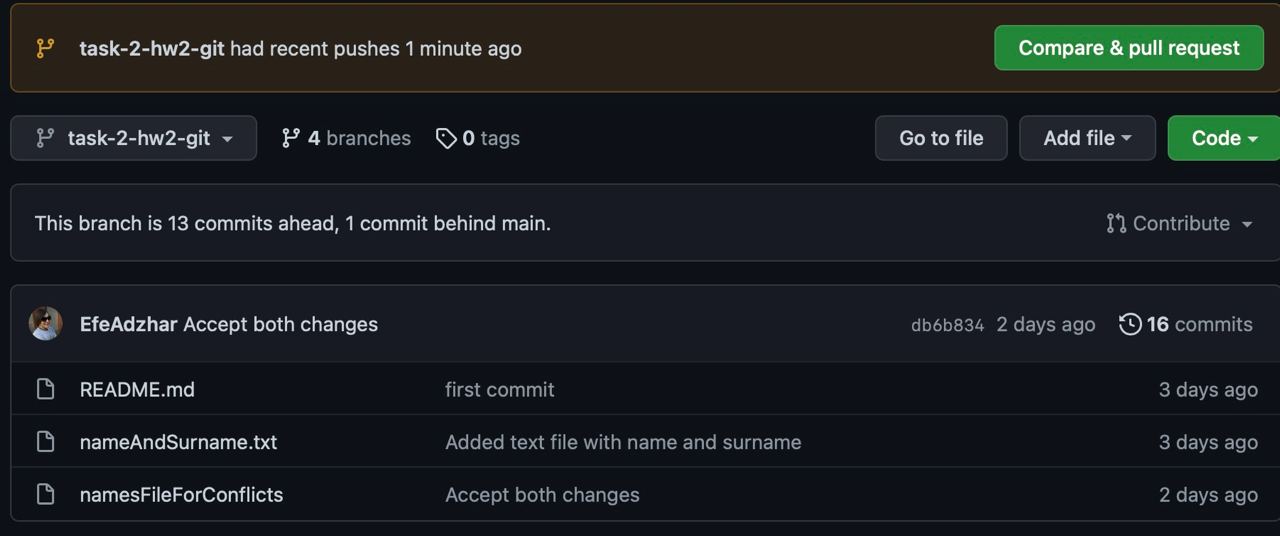 task-2-hw2-git had recent pushes 1 minute ago
Compare & pull request
task-2-hw2-git
4 branches
0 tags
Go to file
Add file
Code
This branch is 13 commits ahead, 1 commit behind main.
Contribute
EfeAdzhar Accept both changes
db6b834 2 days ago
16 commits
README.md first commit 3 days ago
nameAndSurname.txt Added text file with name and surname 3 days ago
namesFileForConflicts Accept both changes 2 days ago